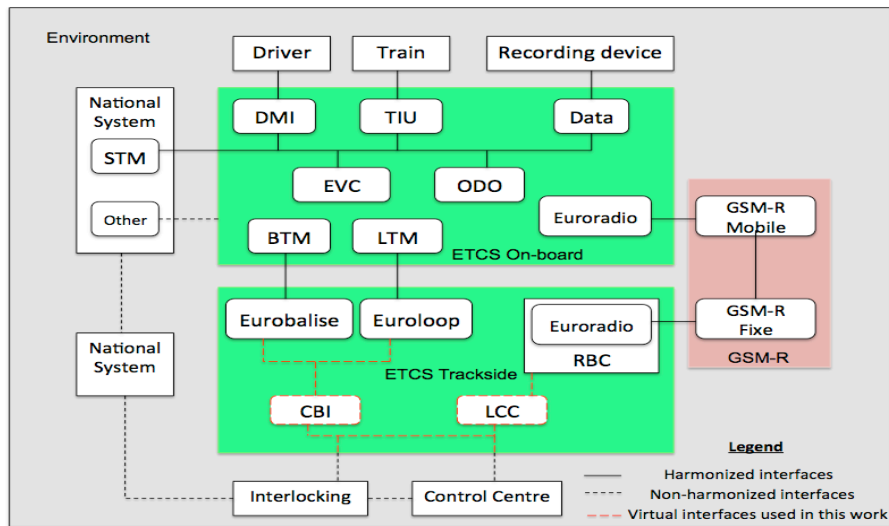 Environment
Driver
Train
Recording device
National
System
STM
Other
DMI
TIU
Data
EVC
ODO
BTM
LTM
Euroradio
ETCS On-board
GSM-R
Mobile
Eurobalise
Euroloop
Euroradio
RBC
GSM-R
Fixe
GSM-R
ETCS Trackside
National
System
CBI
LCC
Interlocking
Control Centre
Legend
Harmonized interfaces
Non-harmonized interfaces
Virtual interfaces used in this work